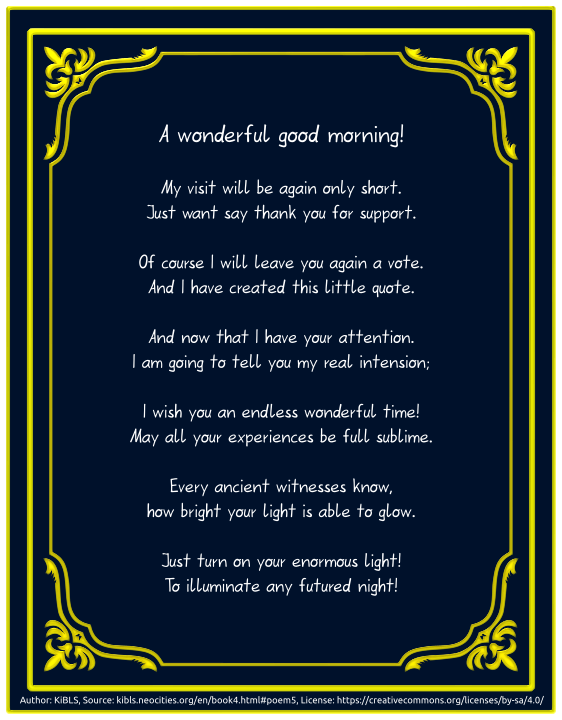 A wonderful good morning!
My visit will be again only short.
Just want say thank you for support.
Of course I will leave you again a vote.
And I have created this little quote.
And now that I have your attention.
I am going to tell you my real intension;
I wish you an endless wonderful time!
May all your experiences be full sublime.
Every ancient witnesses know,
how bright your light is able to glow.
Just turn on your enormous light!
To illuminate any futured night!
Author: KiBLS, Source: kibls.neocities.org/en/book4.html#poem5, License: https://creativecommons.org/licenses/by-sa/4.0/